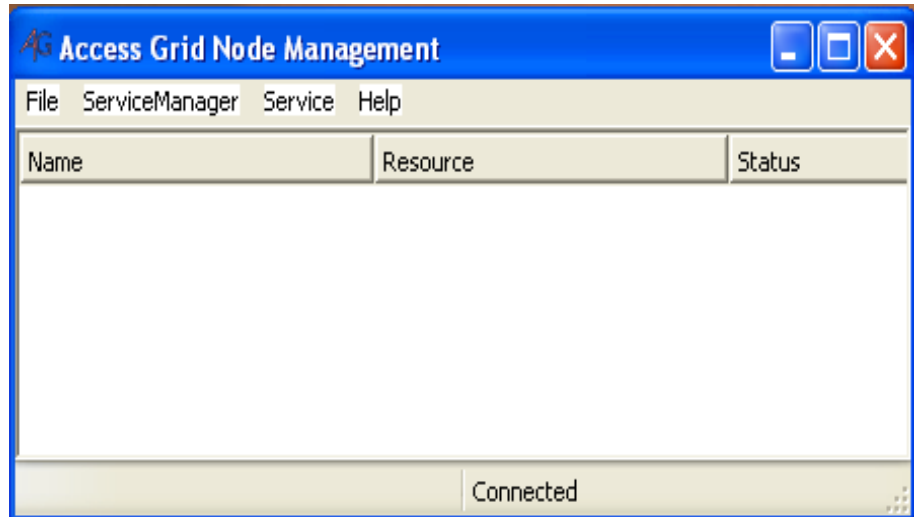 AG Access Grid Node Management
File ServiceManager Service Help
Name Resource Status
Connected